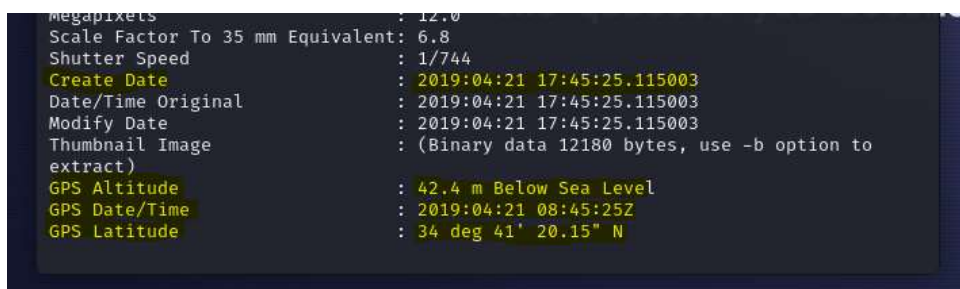 Megapixels : 12.0
Scale Factor To 35 mm Equivalent: 6.8
Shutter Speed : 1/744
Create Date : 2019:04:21 17:45:25.115003
Date/Time Original : 2019:04:21 17:45:25.115003
Modify Date : 2019:04:21 17:45:25.115003
Thumbnail Image : (Binary data 12180 bytes, use -b option to
extract)
GPS Altitude : 42.4 m Below Sea Level
GPS Date/Time : 2019:04:21 08:45:25Z
GPS Latitude : 34 deg 41' 20.15" N